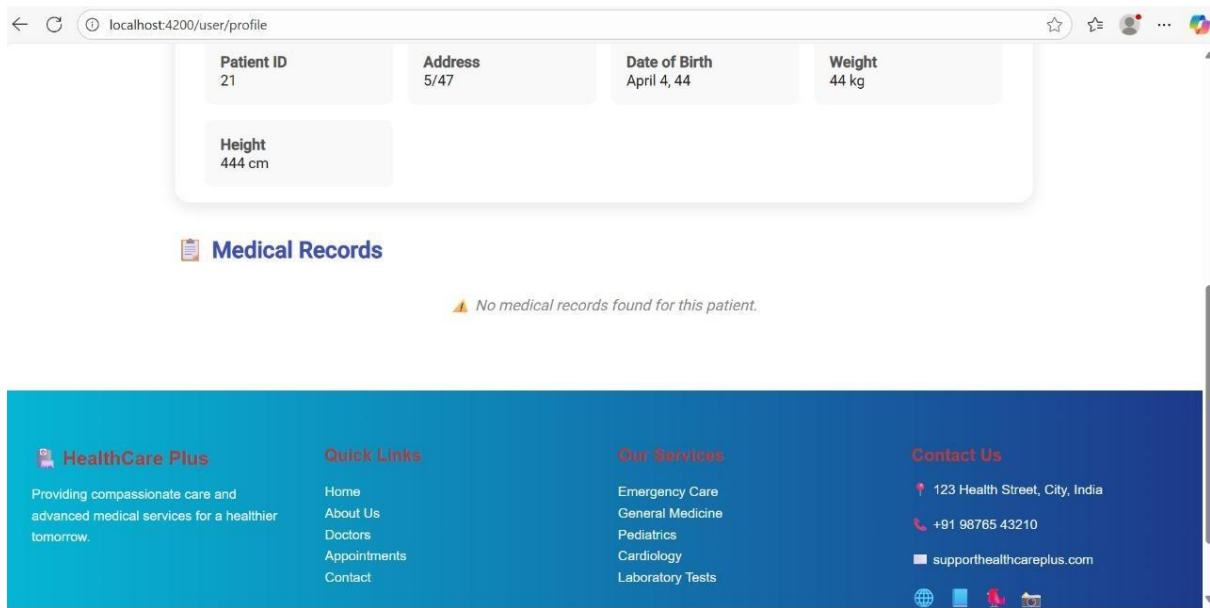 localhost:4200/user/profile
Patient ID
21
Address
5/47
Date of Birth
April 4, 44
Weight
44 kg
Height
444 cm
Medical Records
No medical records found for this patient.
HealthCare Plus
Providing compassionate care and
advanced medical services for a healthier
tomorrow.
Quick Links
Home
About Us
Doctors
Appointments
Contact
Our Services
Emergency Care
General Medicine
Pediatrics
Cardiology
Laboratory Tests
Contact Us
123 Health Street, City, India
+91 98765 43210
supporthealthcareplus.com